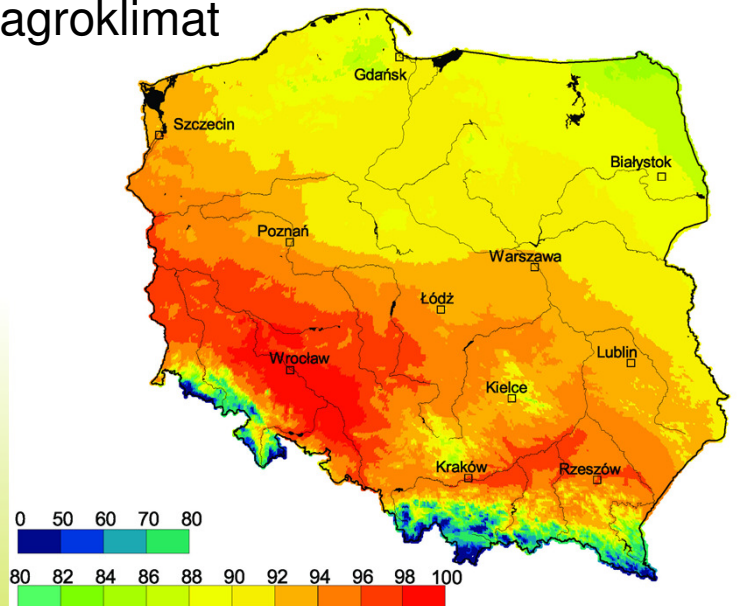 agroklimat
Gdańsk
Szczecin
Białystok
Poznań
Warszawa
Łódż
Lublin
Wrocław
Kielce
Kraków
Rzeszów
0 50 60 70 80
80 82 84 86 88 90 92 94 96 98 100